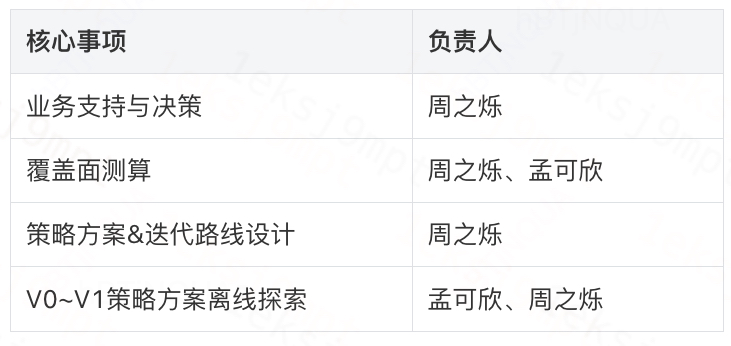 核心事项 负责人
业务支持与决策 周之烁
覆盖面测算 周之烁、孟可欣
策略方案&迭代路线设计 周之烁
V0~V1策略方案离线探索 孟可欣、周之烁